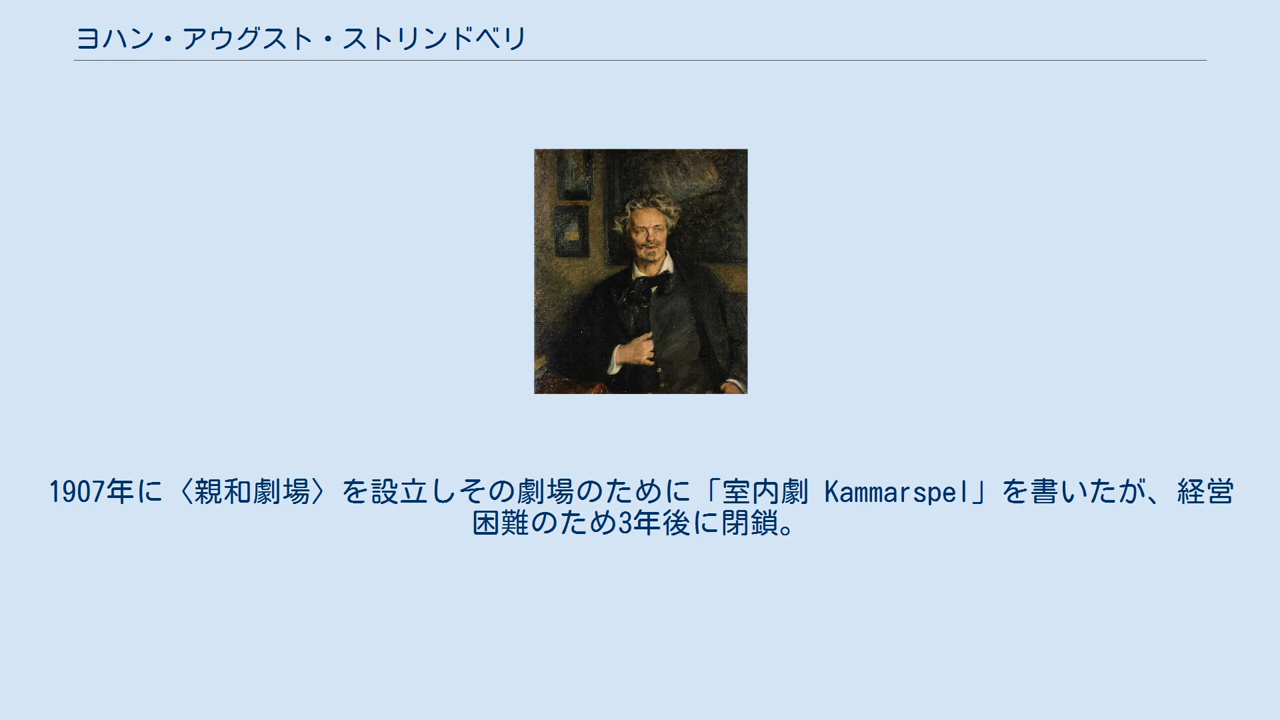 ヨハン・アウグスト・ストリンドベリ
1907年に〈親和劇場〉を設立しその劇場のために「室内劇 Kammarspel」を書いたが、経営
困難のため3年後に閉鎖。